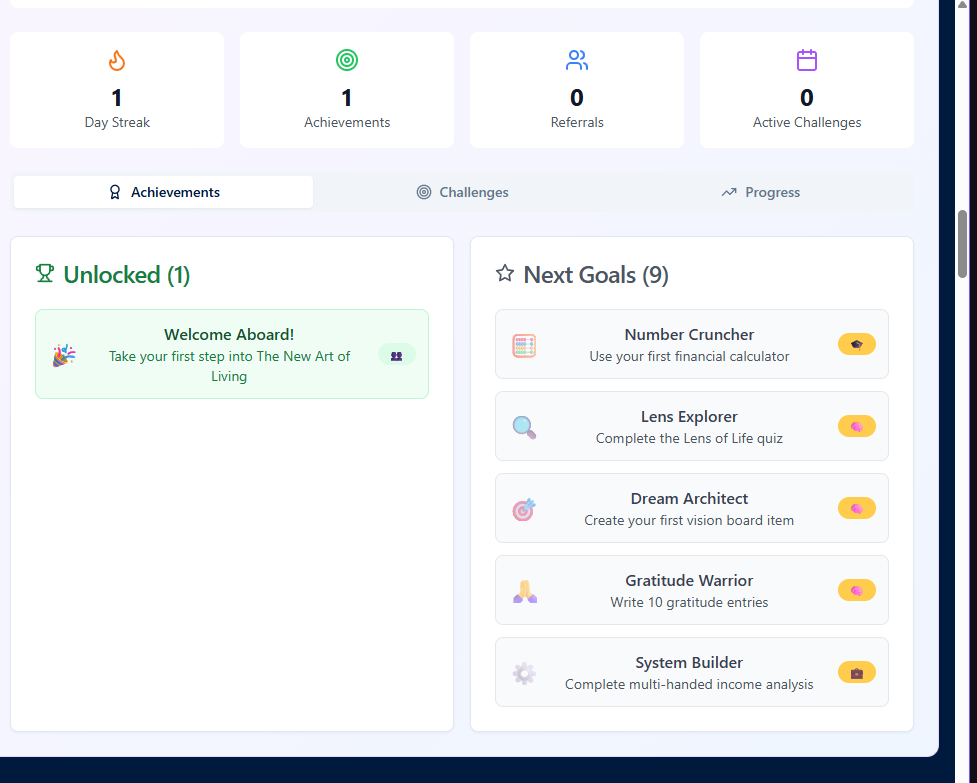 1
Day Streak
1
Achievements
0
Referrals
0
Active Challenges
Achievements
Challenges
Progress
Unlocked (1)
Welcome Aboard!
Take your first step into The New Art of
Living
Next Goals (9)
Number Cruncher
Use your first financial calculator
Lens Explorer
Complete the Lens of Life quiz
Dream Architect
Create your first vision board item
Gratitude Warrior
Write 10 gratitude entries
System Builder
Complete multi-handed income analysis